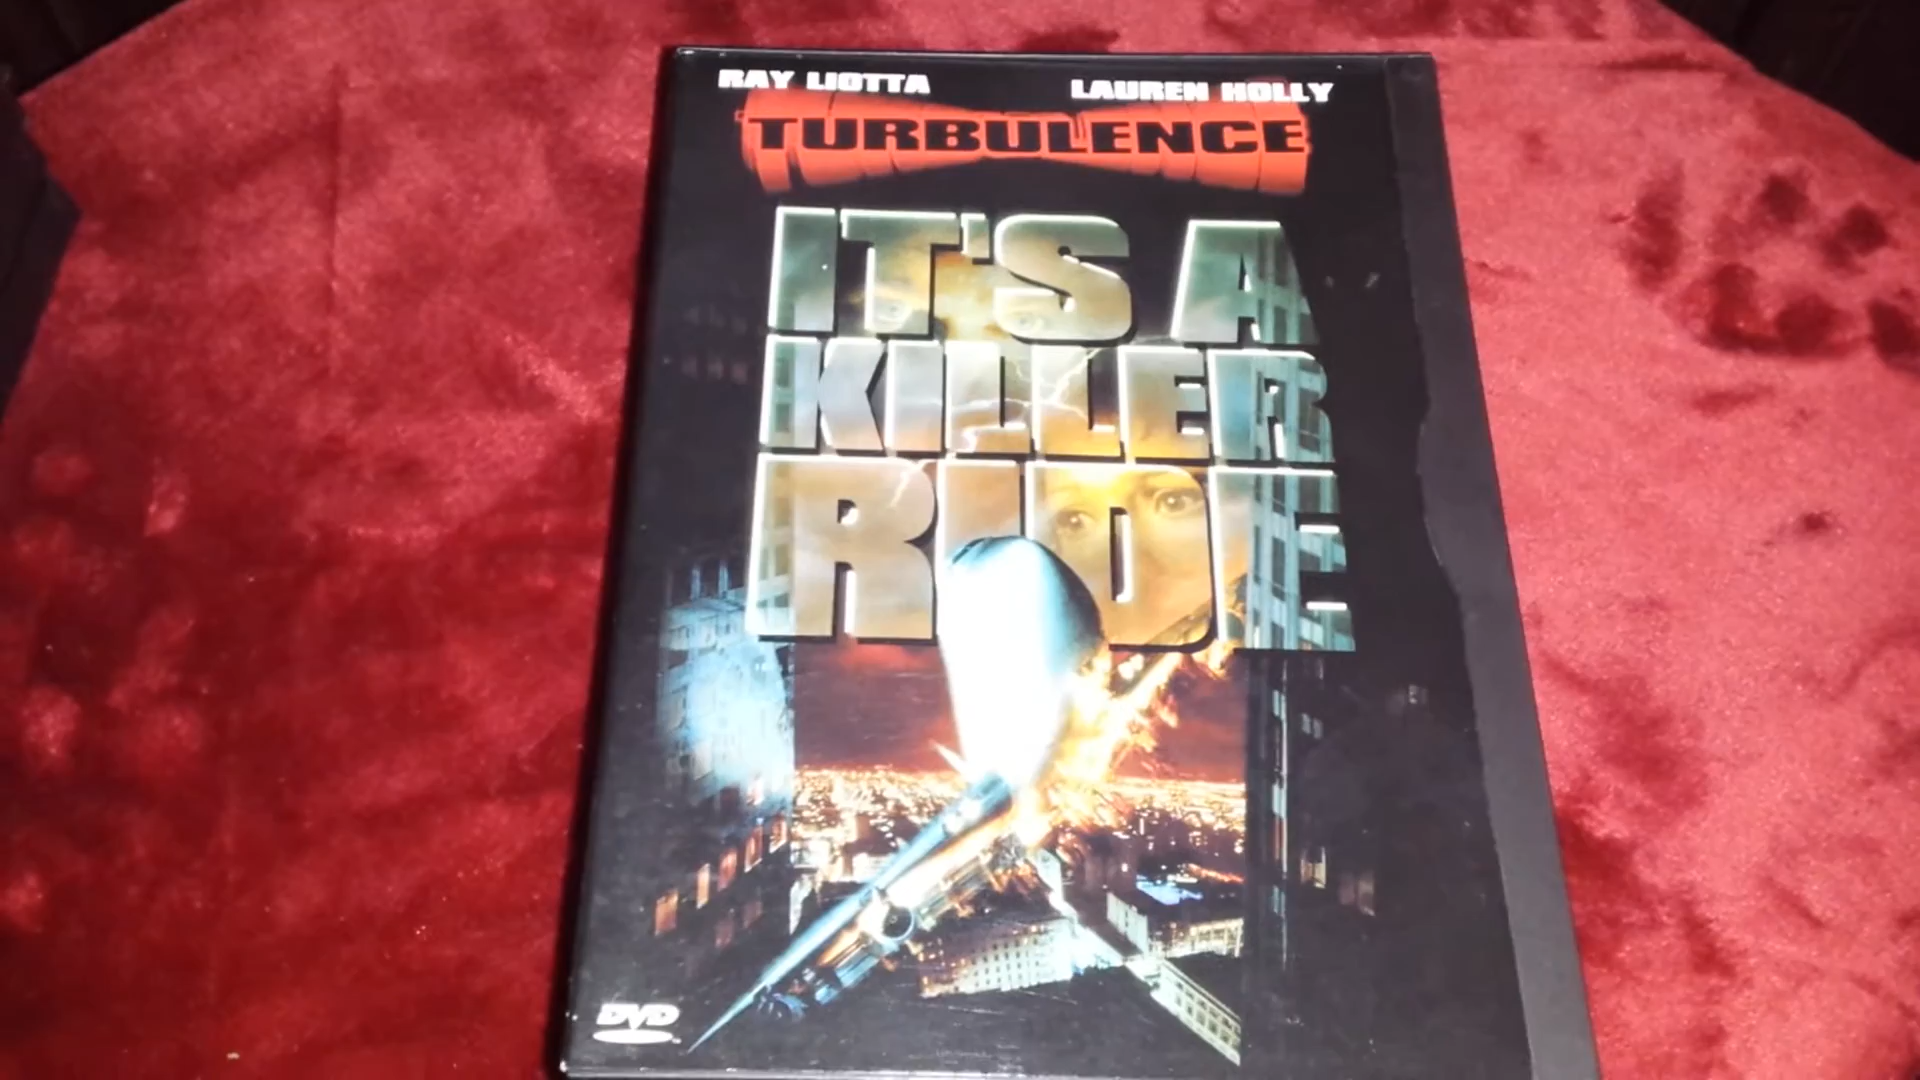 RAY LIOTTA LAUREN HOLLY
TURBULENCE
IT'S A
KILLER
RIDE
DVD